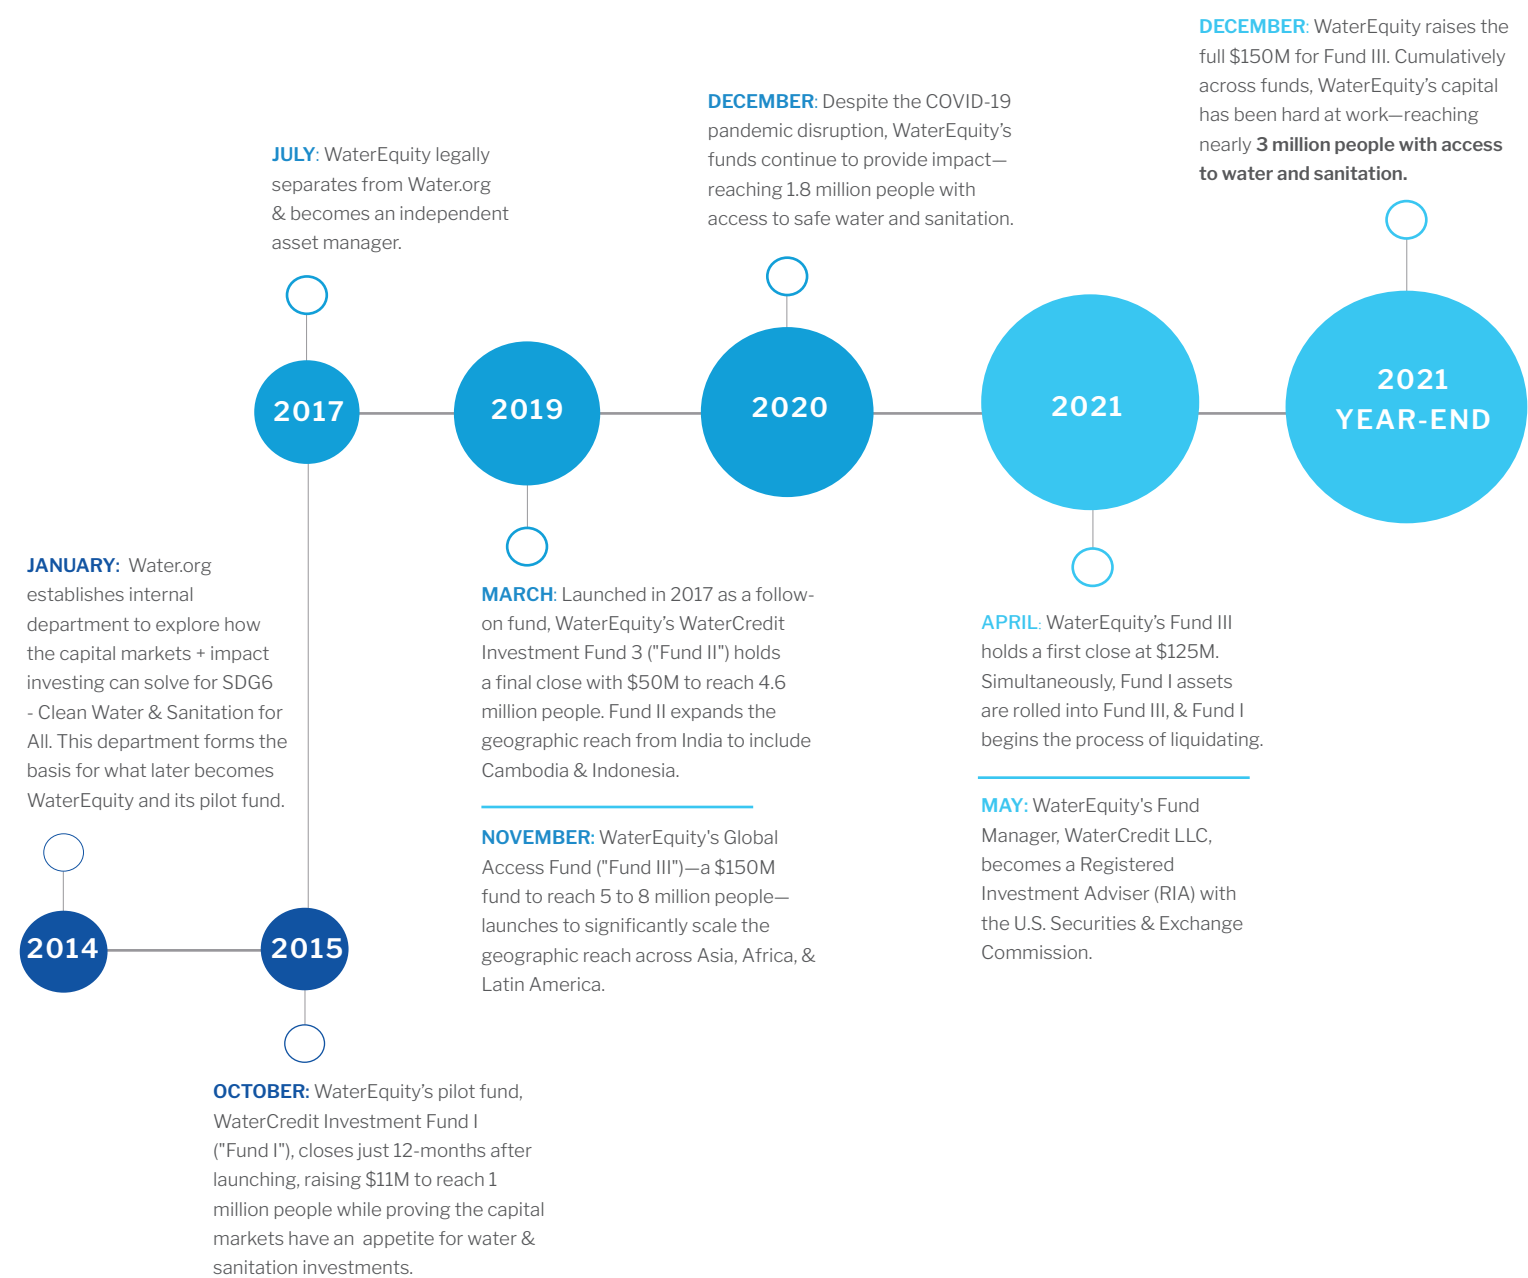 JANUARY:  Water.org
establishes internal
department to explore how
the capital markets + impact
investing can solve for SDG6
- Clean Water & Sanitation for
All. This department forms the
basis for what later becomes
WaterEquity and its pilot fund.
2014
2015
OCTOBER: WaterEquity’s pilot fund,
WaterCredit Investment Fund I
("Fund I"), closes just 12-months after
launching, raising $11M to reach 1
million people while proving the capital
markets have an  appetite for water &
sanitation investments.
JULY: WaterEquity legally
separates from Water.org
& becomes an independent
asset manager.
2017
2019
MARCH: Launched in 2017 as a follow-
on fund, WaterEquity’s WaterCredit
Investment Fund 3 ("Fund II") holds
a final close with $50M to reach 4.6
million people. Fund II expands the
geographic reach from India to include
Cambodia & Indonesia.
NOVEMBER: WaterEquity's Global
Access Fund ("Fund III")—a $150M
fund to reach 5 to 8 million people—
launches to significantly scale the
geographic reach across Asia, Africa, &
Latin America.
DECEMBER: Despite the COVID-19
pandemic disruption, WaterEquity’s
funds continue to provide impact—
reaching 1.8 million people with
access to safe water and sanitation.
2020
2021
APRIL: WaterEquity’s Fund III
holds a first close at $125M.
Simultaneously, Fund I assets
are rolled into Fund III, & Fund I
begins the process of liquidating.
MAY: WaterEquity's Fund
Manager, WaterCredit LLC,
becomes a Registered
Investment Adviser (RIA) with
the U.S. Securities & Exchange
Commission.
DECEMBER: WaterEquity raises the
full $150M for Fund III. Cumulatively
across funds, WaterEquity’s capital
has been hard at work—reaching
nearly 3 million people with access
to water and sanitation.
2021
YEAR-END